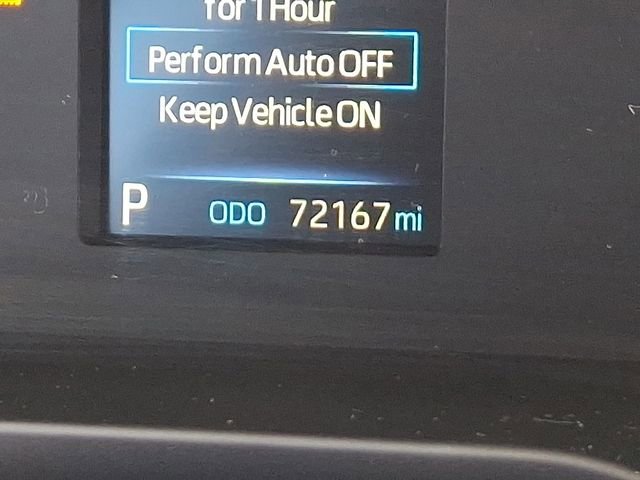 for 1 Hour
Perform Auto OFF
Keep Vehicle ON
P ODO 72167 mi